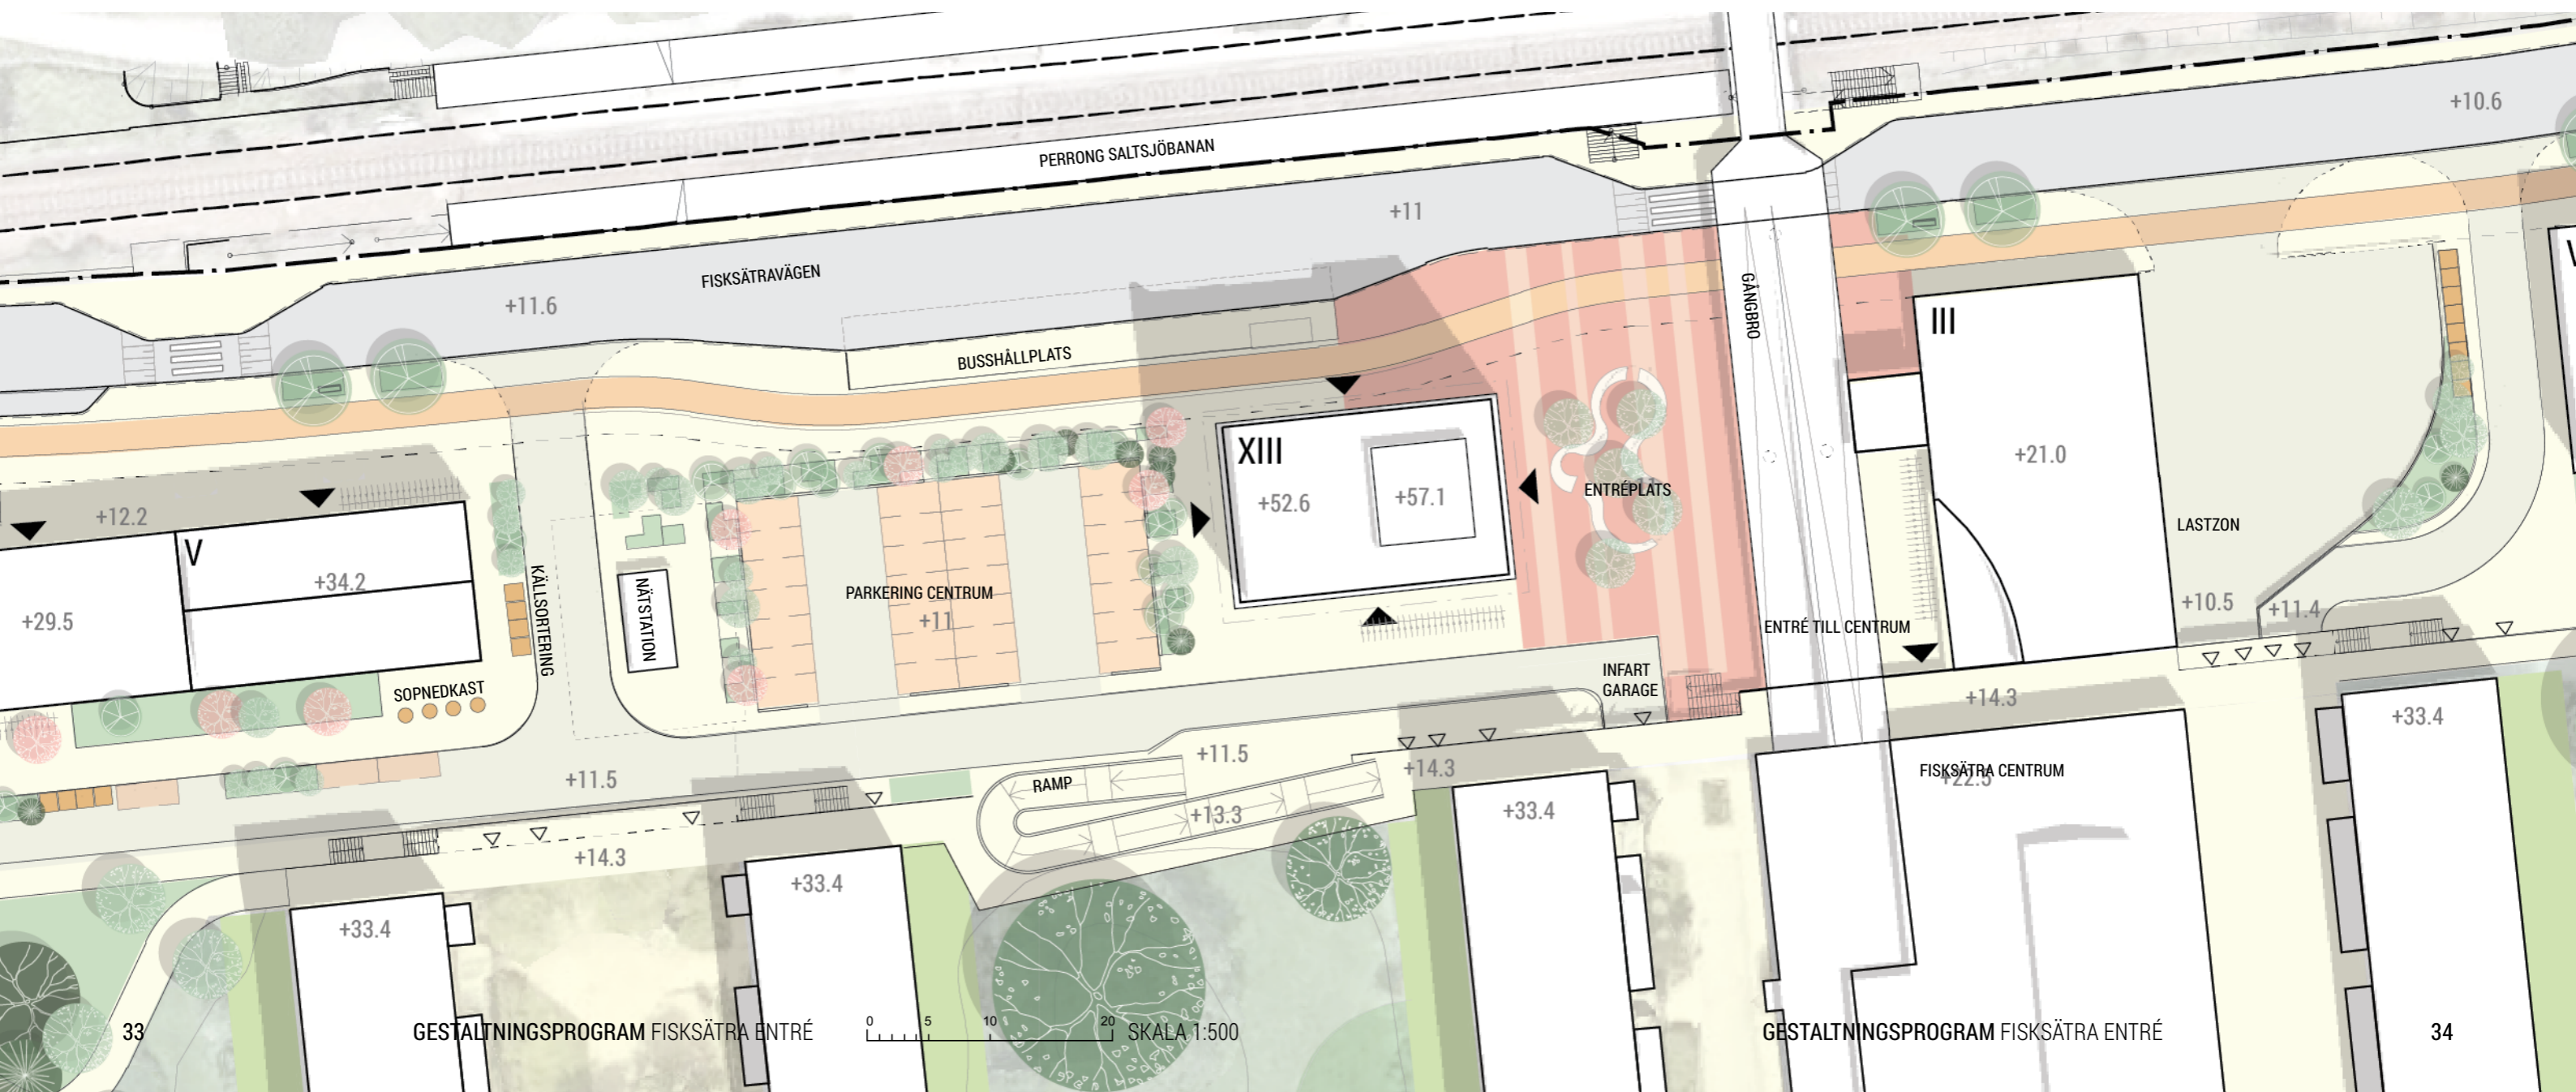 +10.6
PERRONG SALTSJÖBANAN
+11
FISKSÄTRAVÄGEN
+11.6
GÅNGBRO
III
BUSSHÅLLPLATS
XIII
+52.6
+57.1
ENTRÉPLATS
+21.0
LASTZON
+12.2
V
+34.2
+29.5
KÄLLSORTERING
NÄTSTATION
PARKERING CENTRUM
+11
+10.5
+11.4
ENTRÉ TILL CENTRUM
INFART
GARAGE
SOPNEDKAST
+14.3
+33.4
+11.5
+11.5
RAMP
+14.3
FISKSÄTRA CENTRUM
+22.5
+13.3
+33.4
+14.3
+33.4
+33.4
33
GESTALTNINGSPROGRAM FISKSÄTRA ENTRÉ
0 5 10 20
SKALA 1:500
GESTALTNINGSPROGRAM FISKSÄTRA ENTRÉ
34